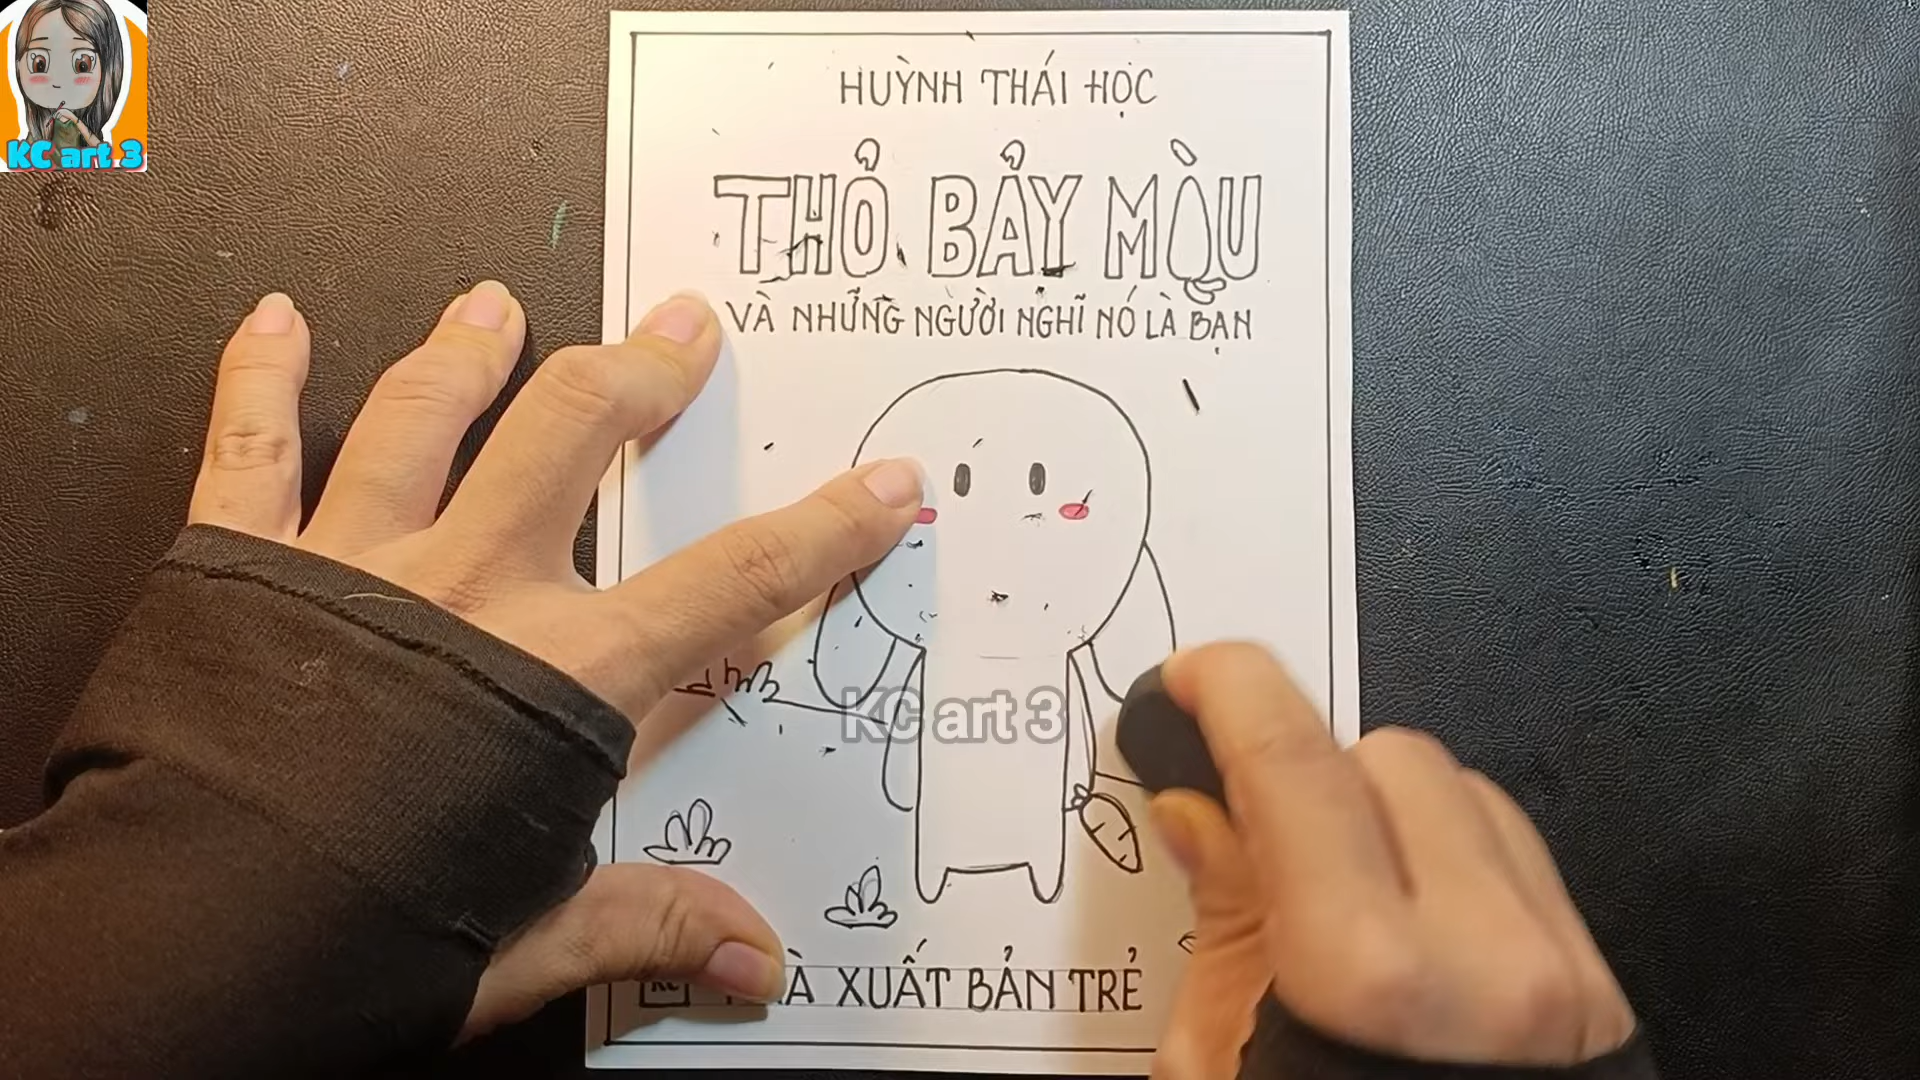 KC art 3
HUỲNH THÁI HỌC
THỎ BẢY MÀU
VÀ NHỮNG NGƯỜI NGHĨ NÓ LÀ BẠN
KC art 3
KC
XUẤT BẢN TRẺ